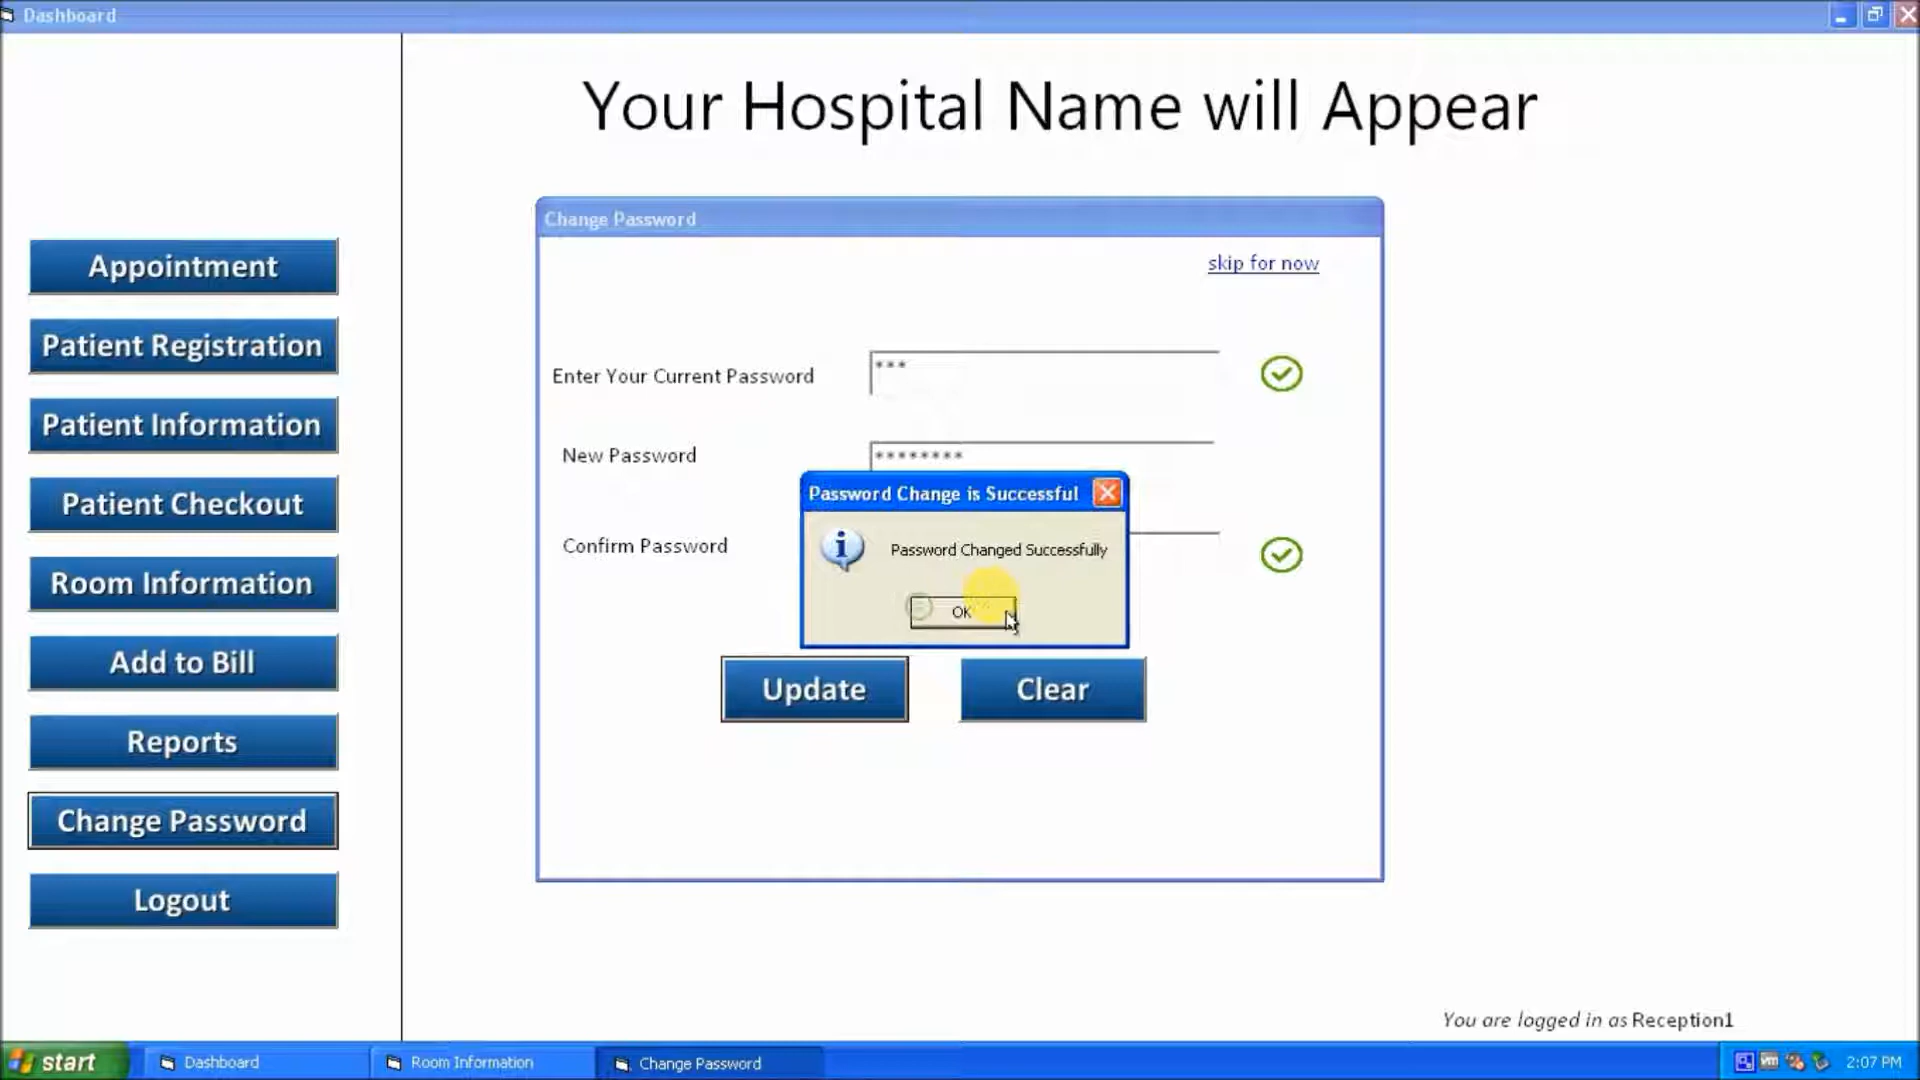 Dashboard
Your Hospital Name will Appear
Appointment
Patient Registration
Patient Information
Patient Checkout
Room Information
Add to Bill
Reports
Change Password
Logout
Change Password
skip for now
Enter Your Current Password
***
New Password
********
Confirm Password
Password Change is Successful
Password Changed Successfully
OK
Update
Clear
You are logged in as Reception1
start
Dashboard
Room Information
Change Password
2:07 PM